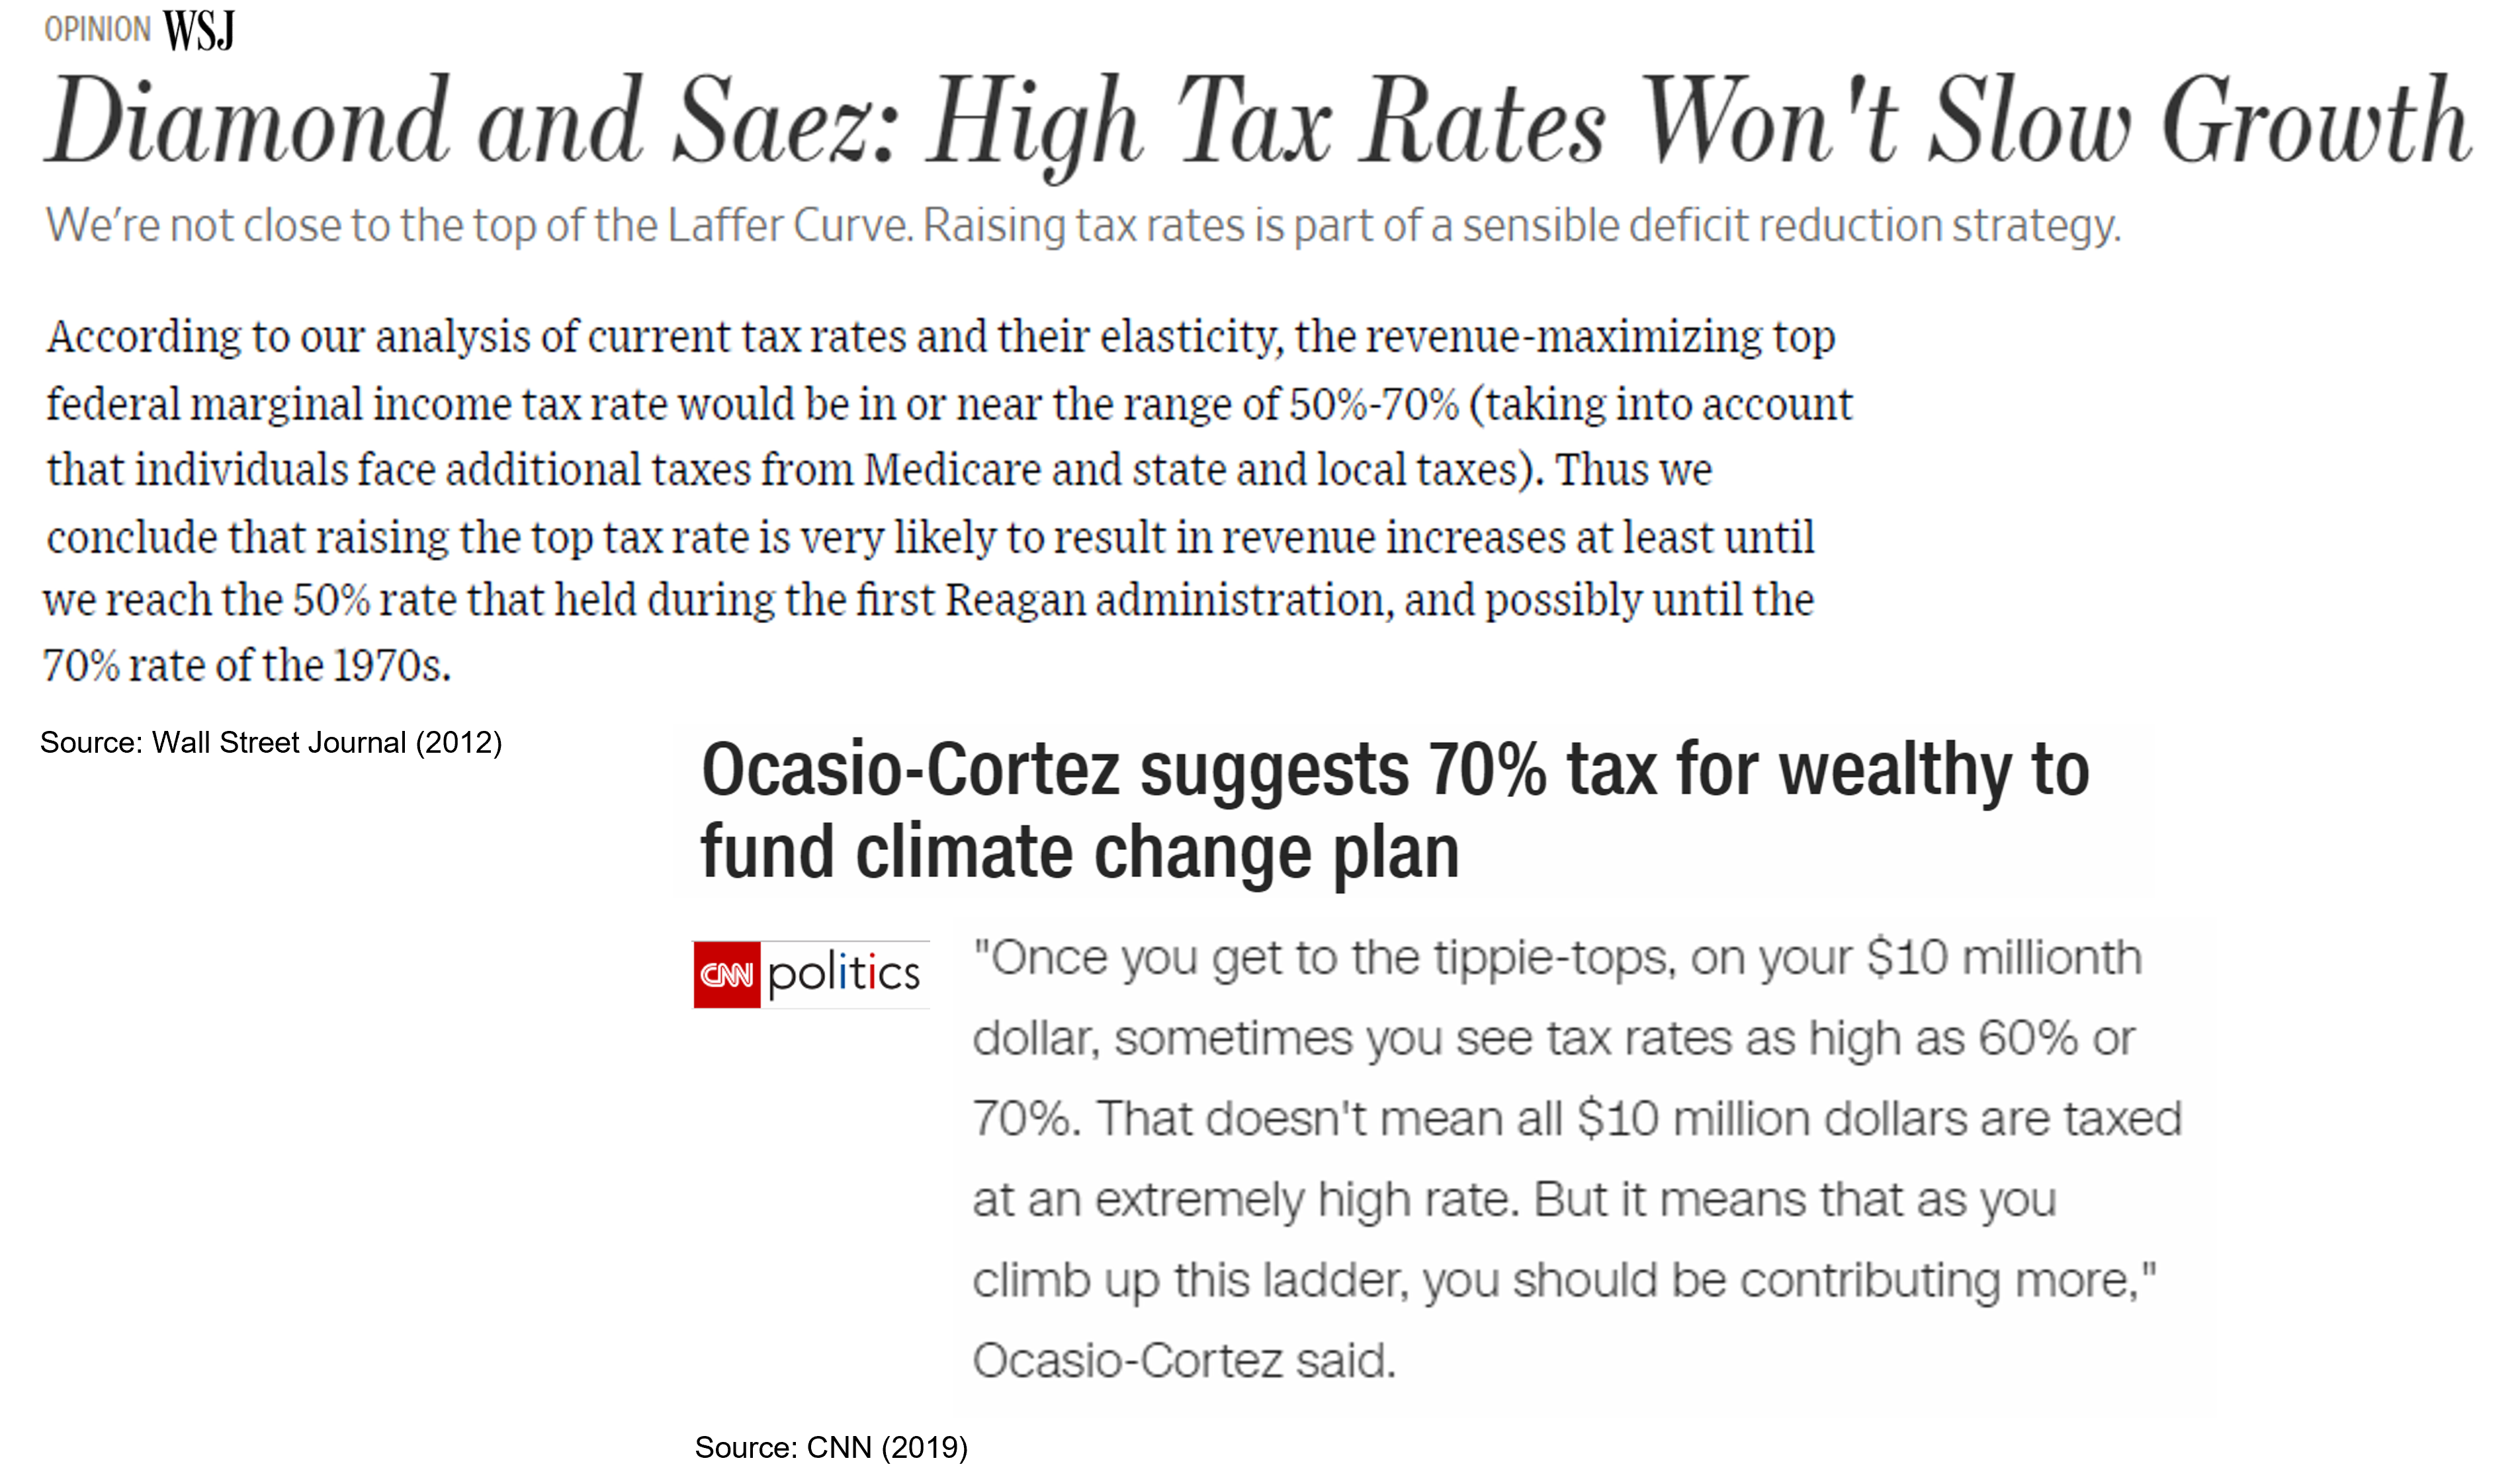 OPINION WSJ
Diamond and Saez: High Tax Rates Won't Slow Growth
We're not close to the top of the Laffer Curve. Raising tax rates is part of a sensible deficit reduction strategy.
According to our analysis of current tax rates and their elasticity, the revenue-maximizing top
federal marginal income tax rate would be in or near the range of 50%-70% (taking into account
that individuals face additional taxes from Medicare and state and local taxes). Thus we
conclude that raising the top tax rate is very likely to result in revenue increases at least until
we reach the 50% rate that held during the first Reagan administration, and possibly until the
70% rate of the 1970s.
Source: Wall Street Journal (2012)
Ocasio-Cortez suggests 70% tax for wealthy to
fund climate change plan
CNN politics
"Once you get to the tippie-tops, on your $10 millionth
dollar, sometimes you see tax rates as high as 60% or
70%. That doesn't mean all $10 million dollars are taxed
at an extremely high rate. But it means that as you
climb up this ladder, you should be contributing more,"
Ocasio-Cortez said.
Source: CNN (2019)